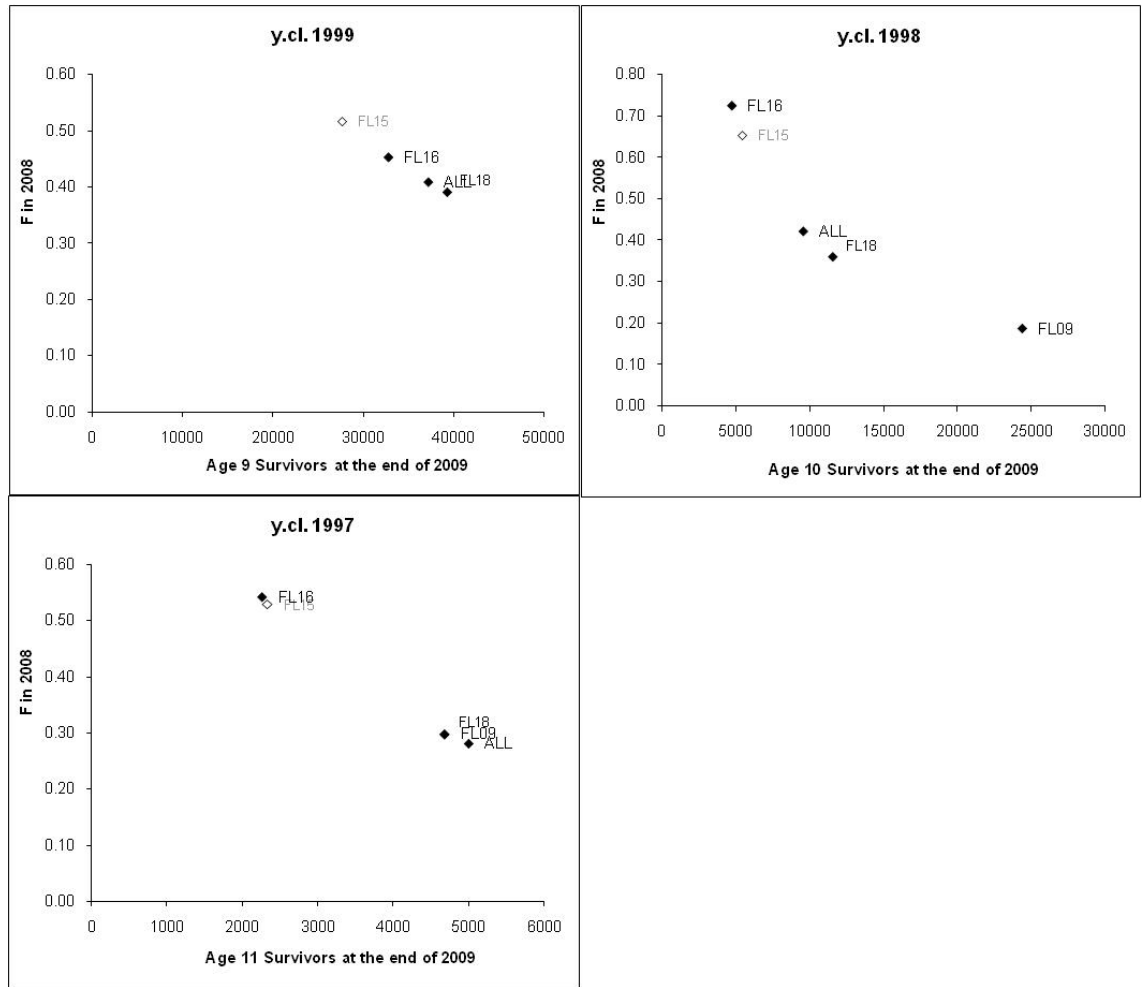 y.cl. 1999
F in 2008
0.60
0.50
0.40
0.30
0.20
0.10
0.00
FL15
FL16
ALL
FL18
0
10000
20000
30000
40000
50000
Age 9 Survivors at the end of 2009
y.cl. 1998
F in 2008
0.80
0.70
0.60
0.50
0.40
0.30
0.20
0.10
0.00
FL16
FL15
ALL
FL18
FL09
0
5000
10000
15000
20000
25000
30000
Age 10 Survivors at the end of 2009
y.cl. 1997
F in 2008
0.60
0.50
0.40
0.30
0.20
0.10
0.00
FL16
FL15
FL18
FL09
ALL
0
1000
2000
3000
4000
5000
6000
Age 11 Survivors at the end of 2009